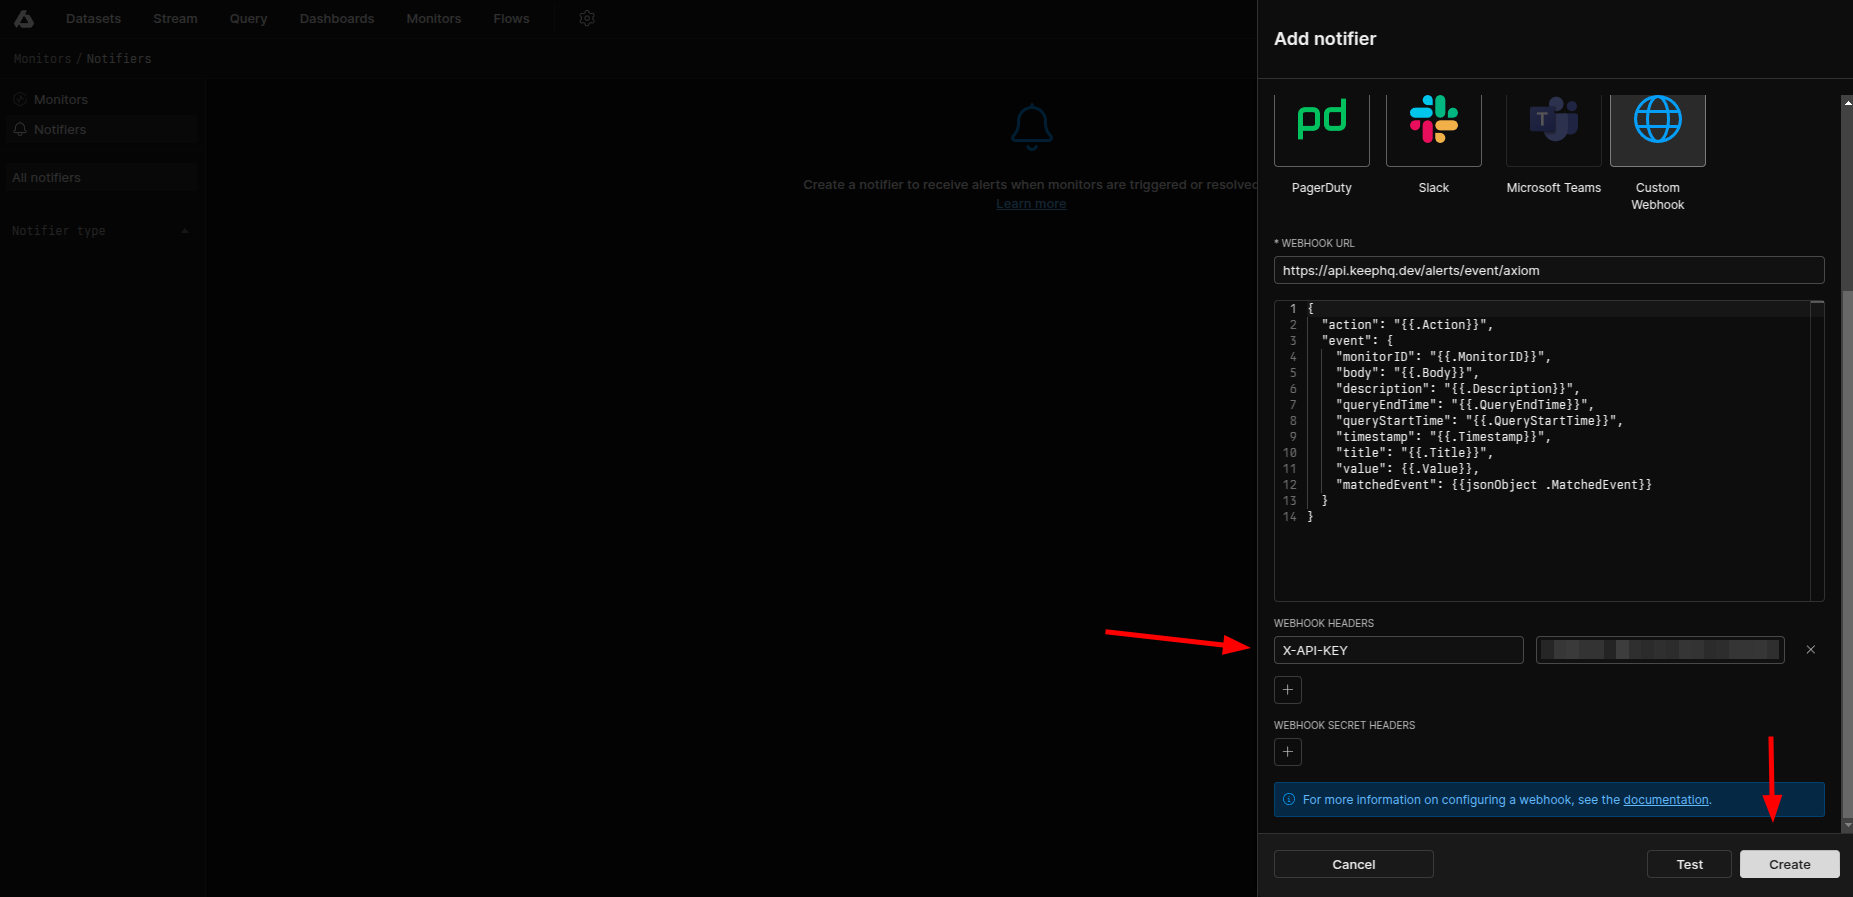 Datasets Stream Query Dashboards Monitors Flows
Monitors / Notifiers
Monitors
Notifiers
All notifiers
Notifier type
Create a notifier to receive alerts when monitors are triggered or resolved
Learn more
Add notifier
pd
T
PagerDuty Slack Microsoft Teams Custom Webhook
* WEBHOOK URL
https://api.keephq.dev/alerts/event/axiom
1 {
2 "action": "{{.Action}}",
3 "event": {
4 "monitorID": "{{.MonitorID}}",
5 "body": "{{.Body}}",
6 "description": "{{.Description}}",
7 "queryEndTime": "{{.QueryEndTime}}",
8 "queryStartTime": "{{.QueryStartTime}}",
9 "timestamp": "{{.Timestamp}}",
10 "title": "{{.Title}}",
11 "value": {{.Value}},
12 "matchedEvent": {{jsonObject .MatchedEvent}}
13 }
14 }
WEBHOOK HEADERS
X-API-KEY
WEBHOOK SECRET HEADERS
For more information on configuring a webhook, see the documentation.
Cancel Test Create